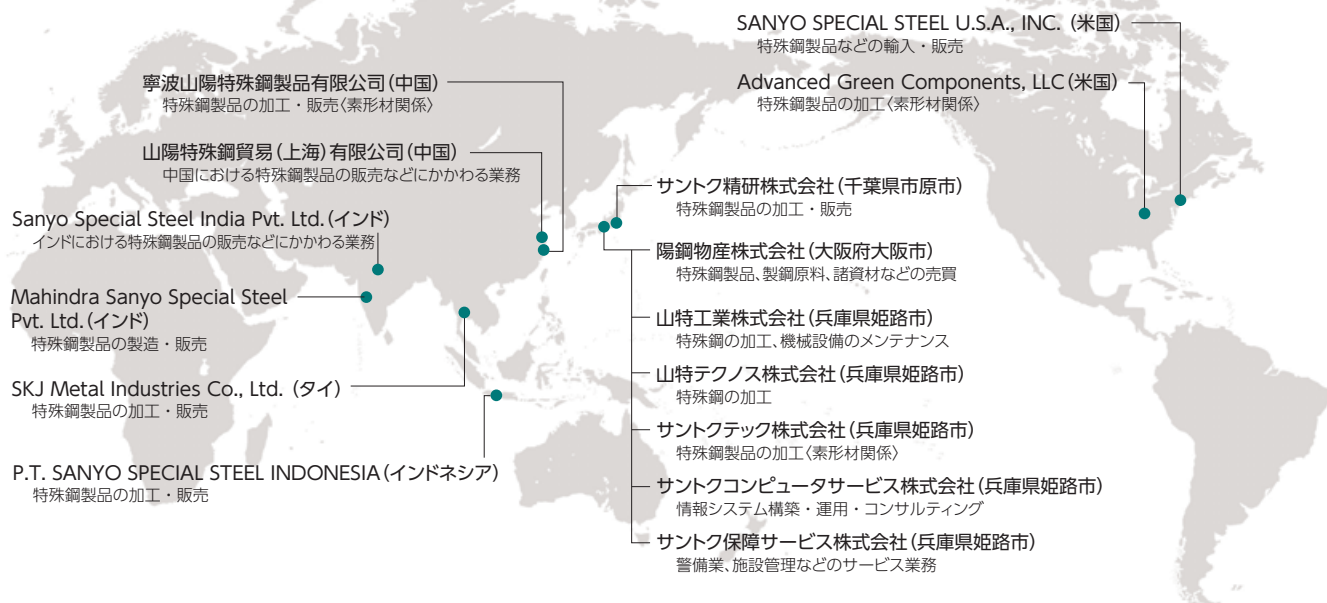 SANYO SPECIAL STEEL U.S.A., INC. (米国)
特殊鋼製品などの輸入・販売
Advanced Green Components, LLC(米国)
特殊鋼製品の加工〈素形材関係〉
寧波山陽特殊鋼製品有限公司(中国)
特殊鋼製品の加工・販売〈素形材関係〉
山陽特殊鋼貿易(上海)有限公司(中国)
中国における特殊鋼製品の販売などにかかわる業務
Sanyo Special Steel India Pvt. Ltd.(インド)
インドにおける特殊鋼製品の販売などにかかわる業務
Mahindra Sanyo Special Steel
Pvt. Ltd.(インド)
特殊鋼製品の製造・販売
SKJ Metal Industries Co., Ltd. (タイ)
特殊鋼製品の加工・販売
P.T. SANYO SPECIAL STEEL INDONESIA(インドネシア)
特殊鋼製品の加工・販売
サントク精研株式会社(千葉県市原市)
特殊鋼製品の加工・販売
陽鋼物産株式会社(大阪府大阪市)
特殊鋼製品、製鋼原料、諸資材などの売買
山特工業株式会社(兵庫県姫路市)
特殊鋼の加工、機械設備のメンテナンス
山特テクノス株式会社(兵庫県姫路市)
特殊鋼の加工
サントクテック株式会社(兵庫県姫路市)
特殊鋼製品の加工〈素形材関係〉
サントクコンピュータサービス株式会社(兵庫県姫路市)
情報システム構築・運用・コンサルティング
サントク保障サービス株式会社(兵庫県姫路市)
警備業、施設管理などのサービス業務